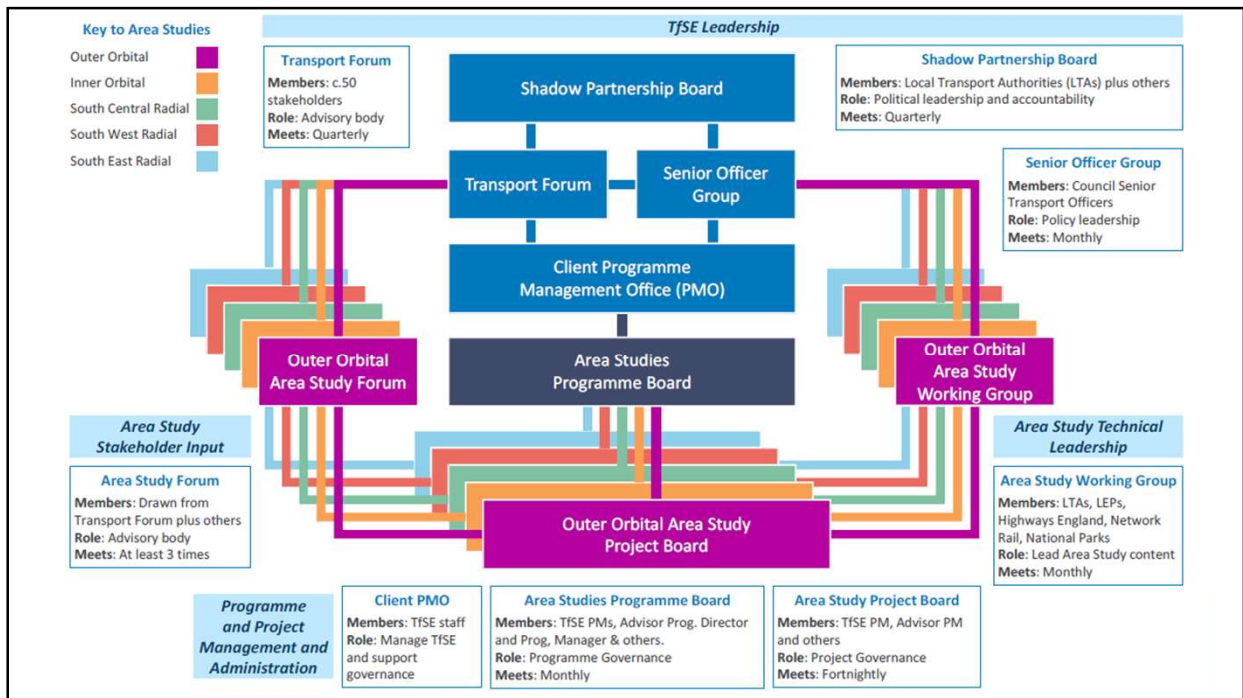 Key to Area Studies
Outer Orbital
Inner Orbital
South Central Radial
South West Radial
South East Radial
TfSE Leadership
Transport Forum
Members: c.50
stakeholders
Role: Advisory body
Meets: Quarterly
Shadow Partnership Board
Shadow Partnership Board
Members: Local Transport Authorities (LTAs) plus others
Role: Political leadership and accountability
Meets: Quarterly
Transport Forum
Senior Officer
Group
Senior Officer Group
Members: Council Senior
Transport Officers
Role: Policy leadership
Meets: Monthly
Client Programme
Management Office (PMO)
Outer Orbital
Area Study Forum
Area Studies
Programme Board
Outer Orbital
Area Study
Working Group
Area Study
Stakeholder Input
Area Study Technical
Leadership
Area Study Forum
Members: Drawn from
Transport Forum plus others
Role: Advisory body
Meets: At least 3 times
Outer Orbital Area Study
Project Board
Area Study Working Group
Members: LTAs, LEPs,
Highways England, Network
Rail, National Parks
Role: Lead Area Study content
Meets: Monthly
Programme
and Project
Management and
Administration
Client PMO
Members: TfSE staff
Role: Manage TfSE
and support
governance
Area Studies Programme Board
Members: TfSE PMs, Advisor Prog. Director
and Prog, Manager & others.
Role: Programme Governance
Meets: Monthly
Area Study Project Board
Members: TfSE PM, Advisor PM
and others
Role: Project Governance
Meets: Fortnightly